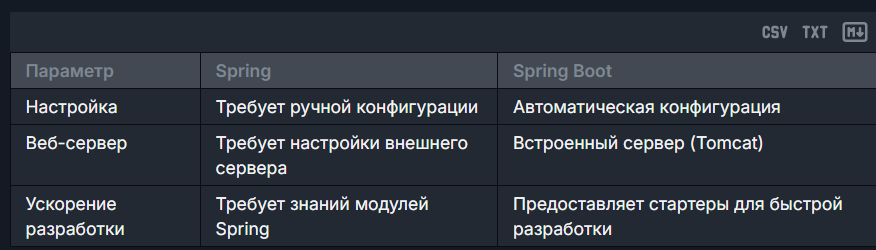 CSV TXT M↓
Параметр Spring Spring Boot
Настройка Требует ручной конфигурации Автоматическая конфигурация
Веб-сервер Требует настройки внешнего Встроенный сервер (Tomcat)
сервера
Ускорение Требует знаний модулей Предоставляет стартеры для быстрой
разработки Spring разработки